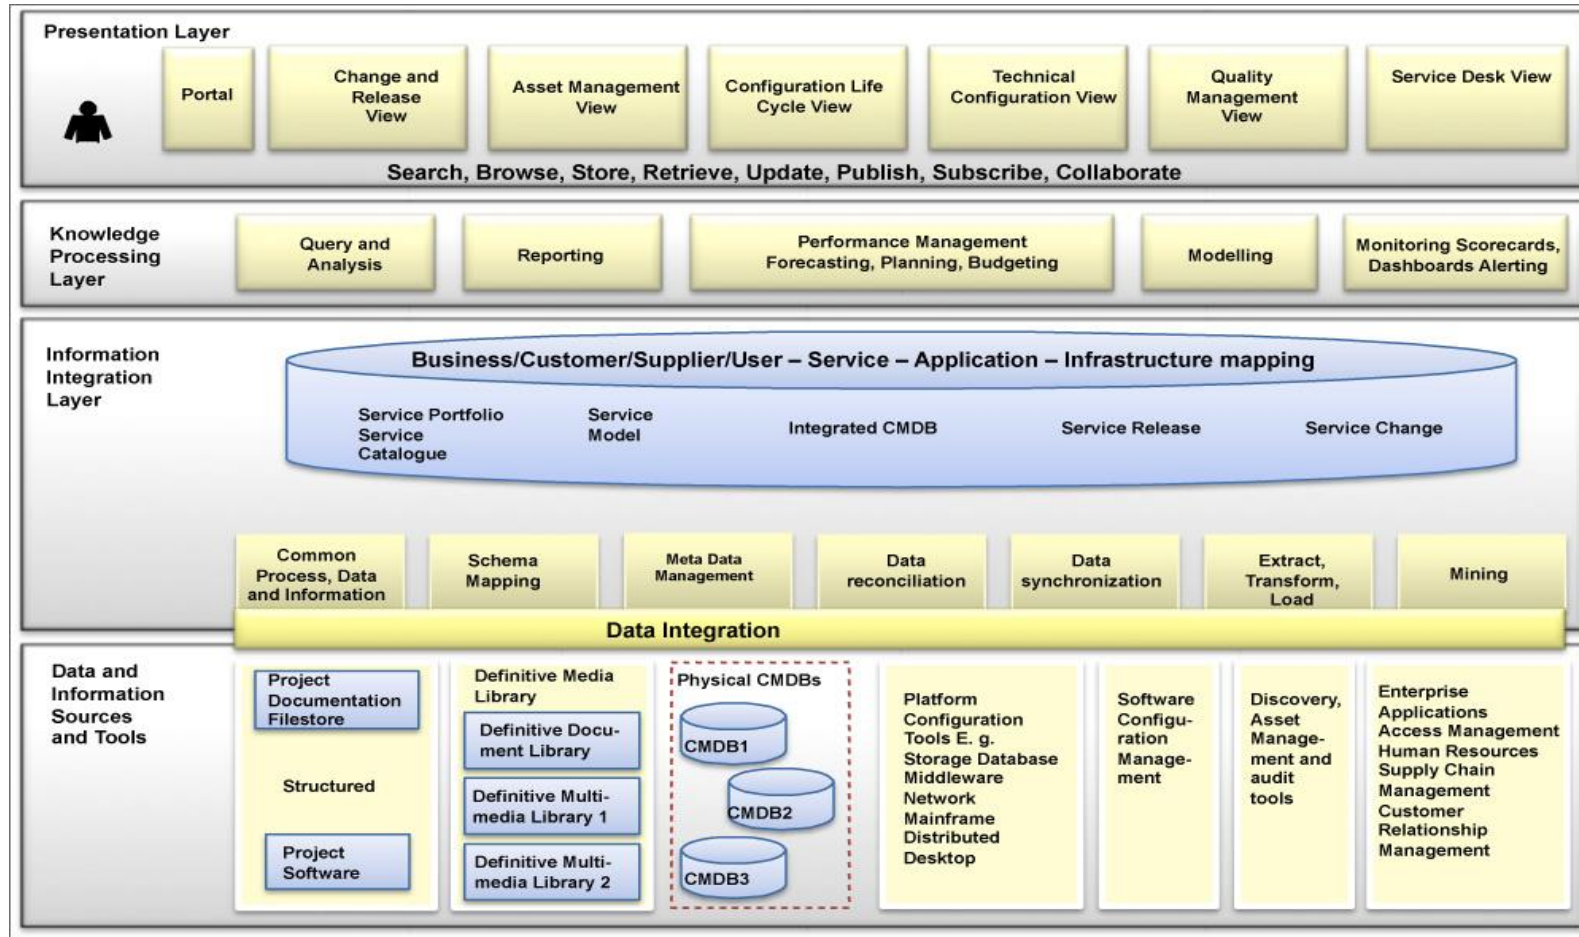 Presentation Layer
Portal
Change and
Release
View
Asset Management
View
Configuration Life
Cycle View
Technical
Configuration View
Quality
Management
View
Service Desk View
Search, Browse, Store, Retrieve, Update, Publish, Subscribe, Collaborate
Knowledge
Processing
Layer
Query and
Analysis
Reporting
Performance Management
Forecasting, Planning, Budgeting
Modelling
Monitoring Scorecards,
Dashboards Alerting
Information
Integration
Layer
Business/Customer/Supplier/User – Service – Application – Infrastructure mapping
Service Portfolio
Service
Catalogue
Service
Model
Integrated CMDB
Service Release
Service Change
Common
Process, Data
and Information
Schema
Mapping
Meta Data
Management
Data
reconciliation
Data
synchronization
Extract,
Transform,
Load
Mining
Data Integration
Data and
Information
Sources
and Tools
Project
Documentation
Filestore
Structured
Project
Software
Definitive Media
Library
Definitive Docu-
ment Library
Definitive Multi-
media Library 1
Definitive Multi-
media Library 2
Physical CMDBs
CMDB1
CMDB2
CMDB3
Platform
Configuration
Tools E. g.
Storage Database
Middleware
Network
Mainframe
Distributed
Desktop
Software
Configu-
ration
Manage-
ment
Discovery,
Asset
Manage-
ment and
audit
tools
Enterprise
Applications
Access Management
Human Resources
Supply Chain
Management
Customer
Relationship
Management